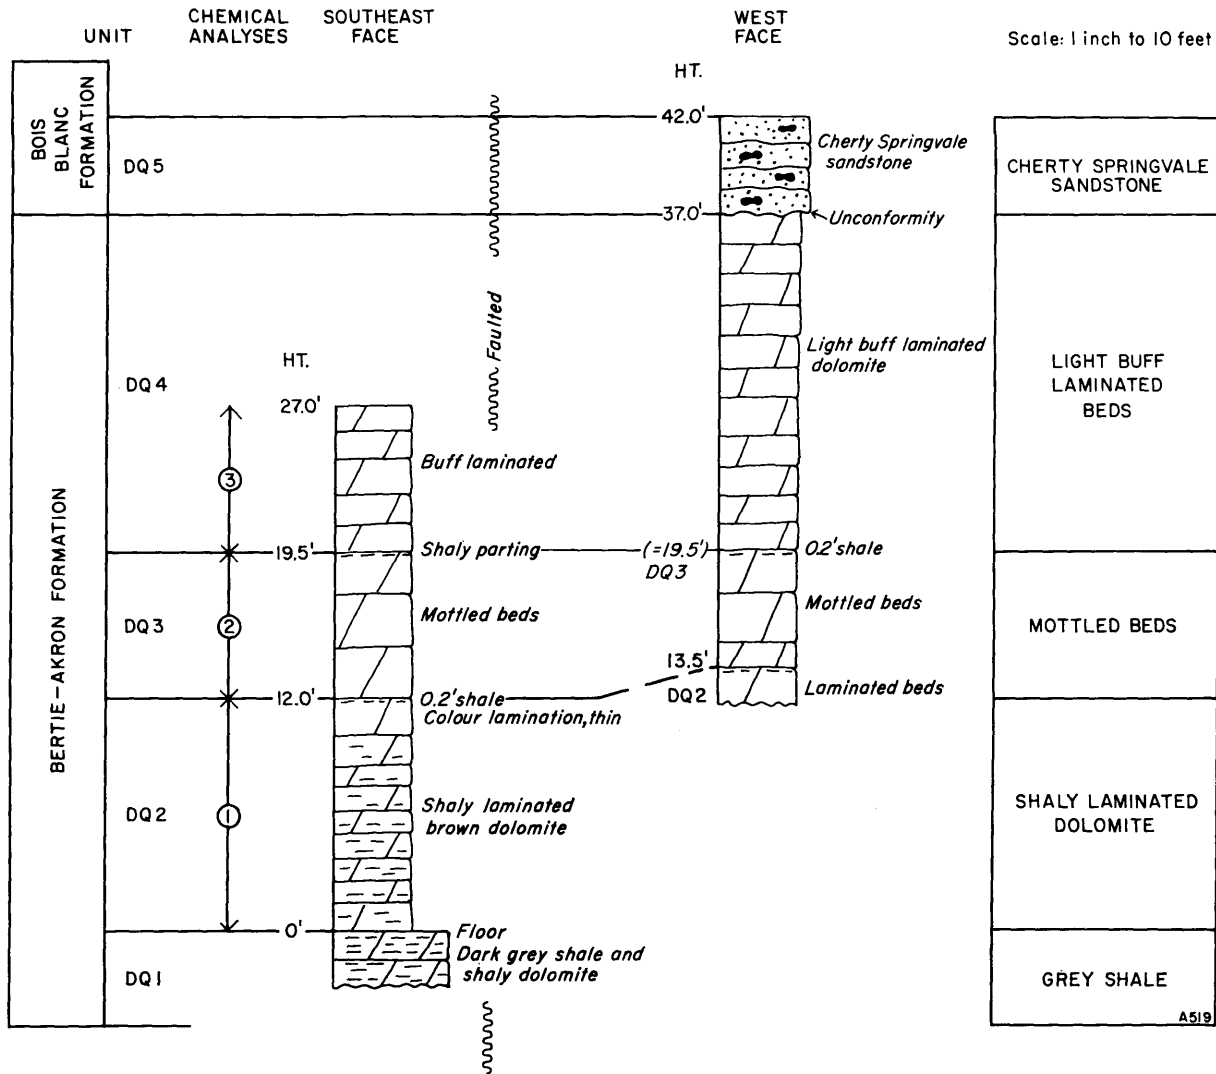 UNIT
CHEMICAL
ANALYSES
SOUTHEAST
FACE
WEST
FACE
Scale: 1 inch to 10 feet
HT.
BOIS
BLANC
FORMATION
DQ5
42.0'
Cherty Springvale
sandstone
CHERTY SPRINGVALE
SANDSTONE
37.0'
Unconformity
Faulted
HT.
DQ4
27.0'
Light buff laminated
dolomite
LIGHT BUFF
LAMINATED
BEDS
3
Buff laminated
BERTIE-AKRON FORMATION
19.5'
Shaly parting
(=19.5')
DQ3
0.2' shale
DQ3
2
Mottled beds
Mottled beds
MOTTLED BEDS
13.5'
DQ2
Laminated beds
12.0'
0.2' shale
Colour lamination, thin
DQ2
1
Shaly laminated
brown dolomite
SHALY LAMINATED
DOLOMITE
0'
Floor
Dark grey shale and
shaly dolomite
DQ1
GREY SHALE
A519